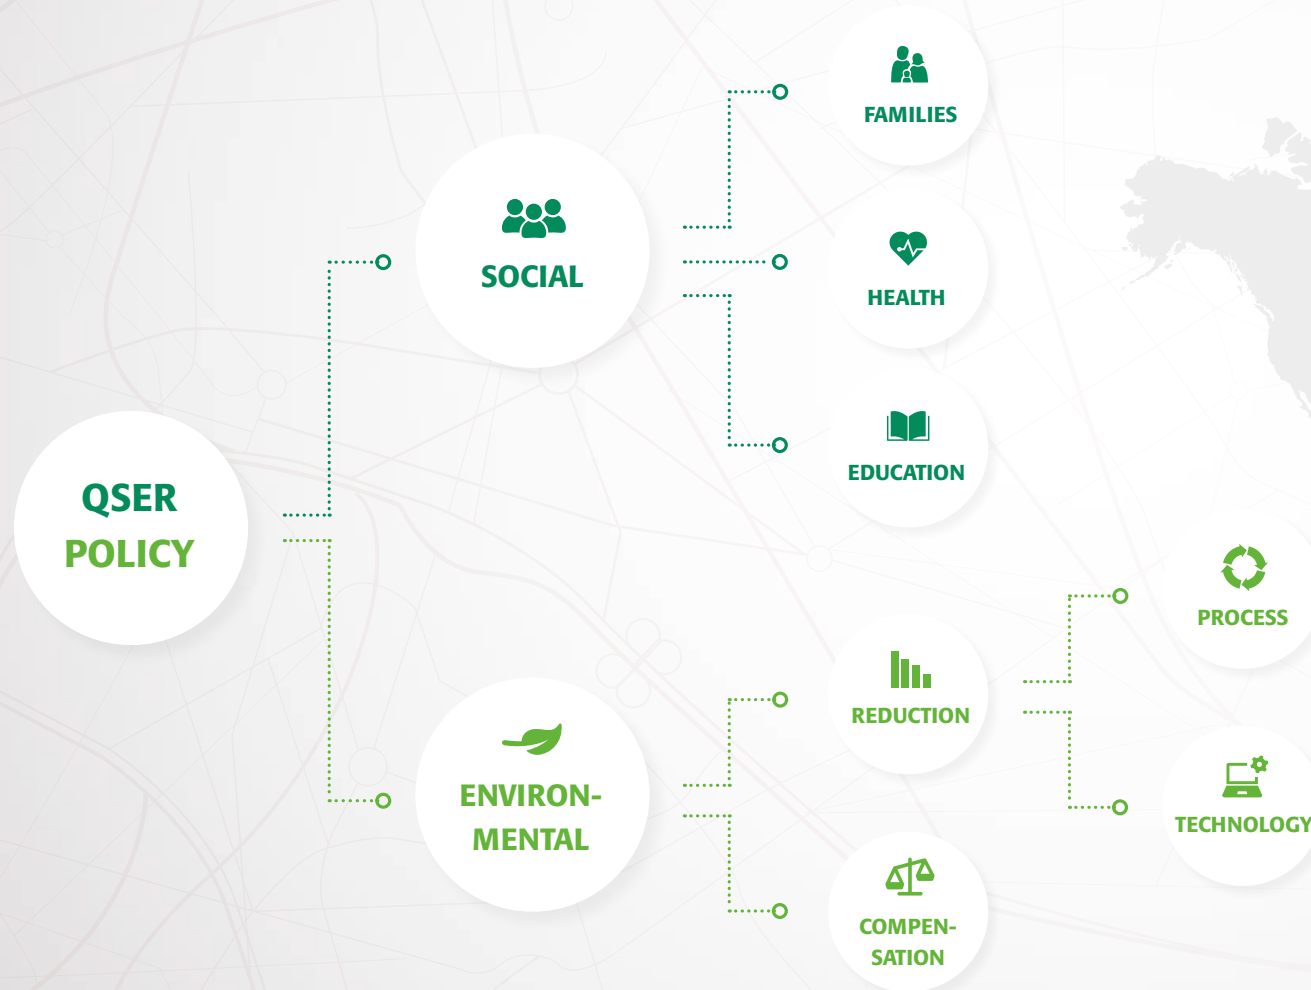 QSER
POLICY
SOCIAL
FAMILIES
HEALTH
EDUCATION
ENVIRON-
MENTAL
REDUCTION
PROCESS
TECHNOLOGY
COMPEN-
SATION